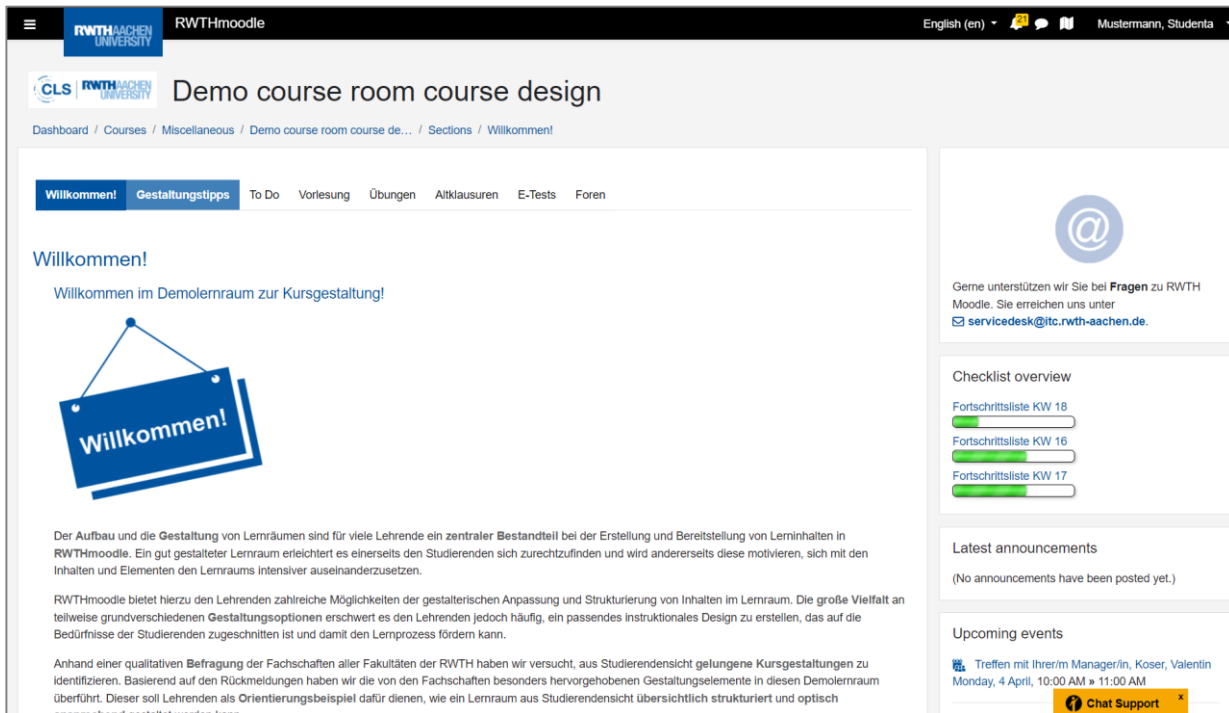 RWTHAACHEN
UNIVERSITY
RWTHmoodle
English (en)
21
Mustermann, Studenta
CLS RWTHAACHEN
UNIVERSITY
Demo course room course design
Dashboard / Courses / Miscellaneous / Demo course room course de... / Sections / Willkommen!
Willkommen! Gestaltungstipps To Do Vorlesung Übungen Altklausuren E-Tests Foren
Willkommen!
Willkommen im Demolernraum zur Kursgestaltung!
Willkommen!
Der Aufbau und die Gestaltung von Lernräumen sind für viele Lehrende ein zentraler Bestandteil bei der Erstellung und Bereitstellung von Lerninhalten in
RWTHmoodle. Ein gut gestalteter Lernraum erleichtert es einerseits den Studierenden sich zurechtzufinden und wird andererseits diese motivieren, sich mit den
Inhalten und Elementen den Lernraums intensiver auseinanderzusetzen.
RWTHmoodle bietet hierzu den Lehrenden zahlreiche Möglichkeiten der gestalterischen Anpassung und Strukturierung von Inhalten im Lernraum. Die große Vielfalt an
teilweise grundverschiedenen Gestaltungsoptionen erschwert es den Lehrenden jedoch häufig, ein passendes instruktionales Design zu erstellen, das auf die
Bedürfnisse der Studierenden zugeschnitten ist und damit den Lernprozess fördern kann.
Anhand einer qualitativen Befragung der Fachschaften aller Fakultäten der RWTH haben wir versucht, aus Studierendensicht gelungene Kursgestaltungen zu
identifizieren. Basierend auf den Rückmeldungen haben wir die von den Fachschaften besonders hervorgehobenen Gestaltungselemente in diesen Demolernraum
überführt. Dieser soll Lehrenden als Orientierungsbeispiel dafür dienen, wie ein Lernraum aus Studierendensicht übersichtlich strukturiert und optisch
@
Gerne unterstützen wir Sie bei Fragen zu RWTH
Moodle. Sie erreichen uns unter
servicedesk@itc.rwth-aachen.de.
Checklist overview
Fortschrittsliste KW 18
Fortschrittsliste KW 16
Fortschrittsliste KW 17
Latest announcements
(No announcements have been posted yet.)
Upcoming events
Treffen mit Ihrer/m Manager/in, Koser, Valentin
Monday, 4 April, 10:00 AM » 11:00 AM
Chat Support x